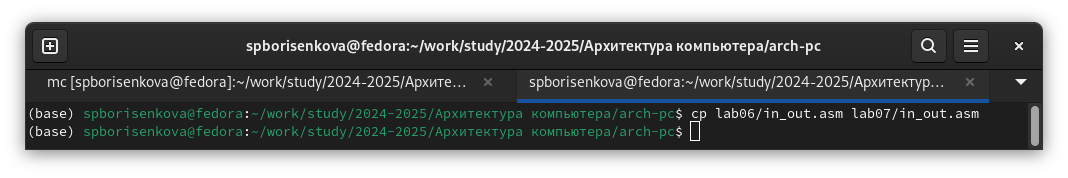 spborisenkova@fedora:~/work/study/2024-2025/Архитектура компьютера/arch-pc
mc [spborisenkova@fedora]:~/work/study/2024-2025/Архите...
spborisenkova@fedora:~/work/study/2024-2025/Архитектур...
(base) spborisenkova@fedora:~/work/study/2024-2025/Архитектура компьютера/arch-pc$ cp lab06/in_out.asm lab07/in_out.asm
(base) spborisenkova@fedora:~/work/study/2024-2025/Архитектура компьютера/arch-pc$